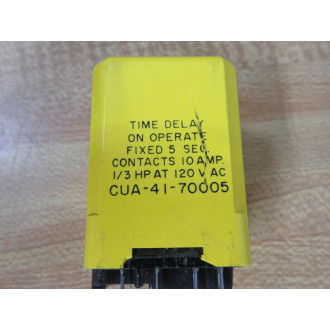 TIME DELAY
ON OPERATE
FIXED 5 SEC.
CONTACTS 10 AMP.
1/3 HP AT 120 V AC
CUA-41-70005